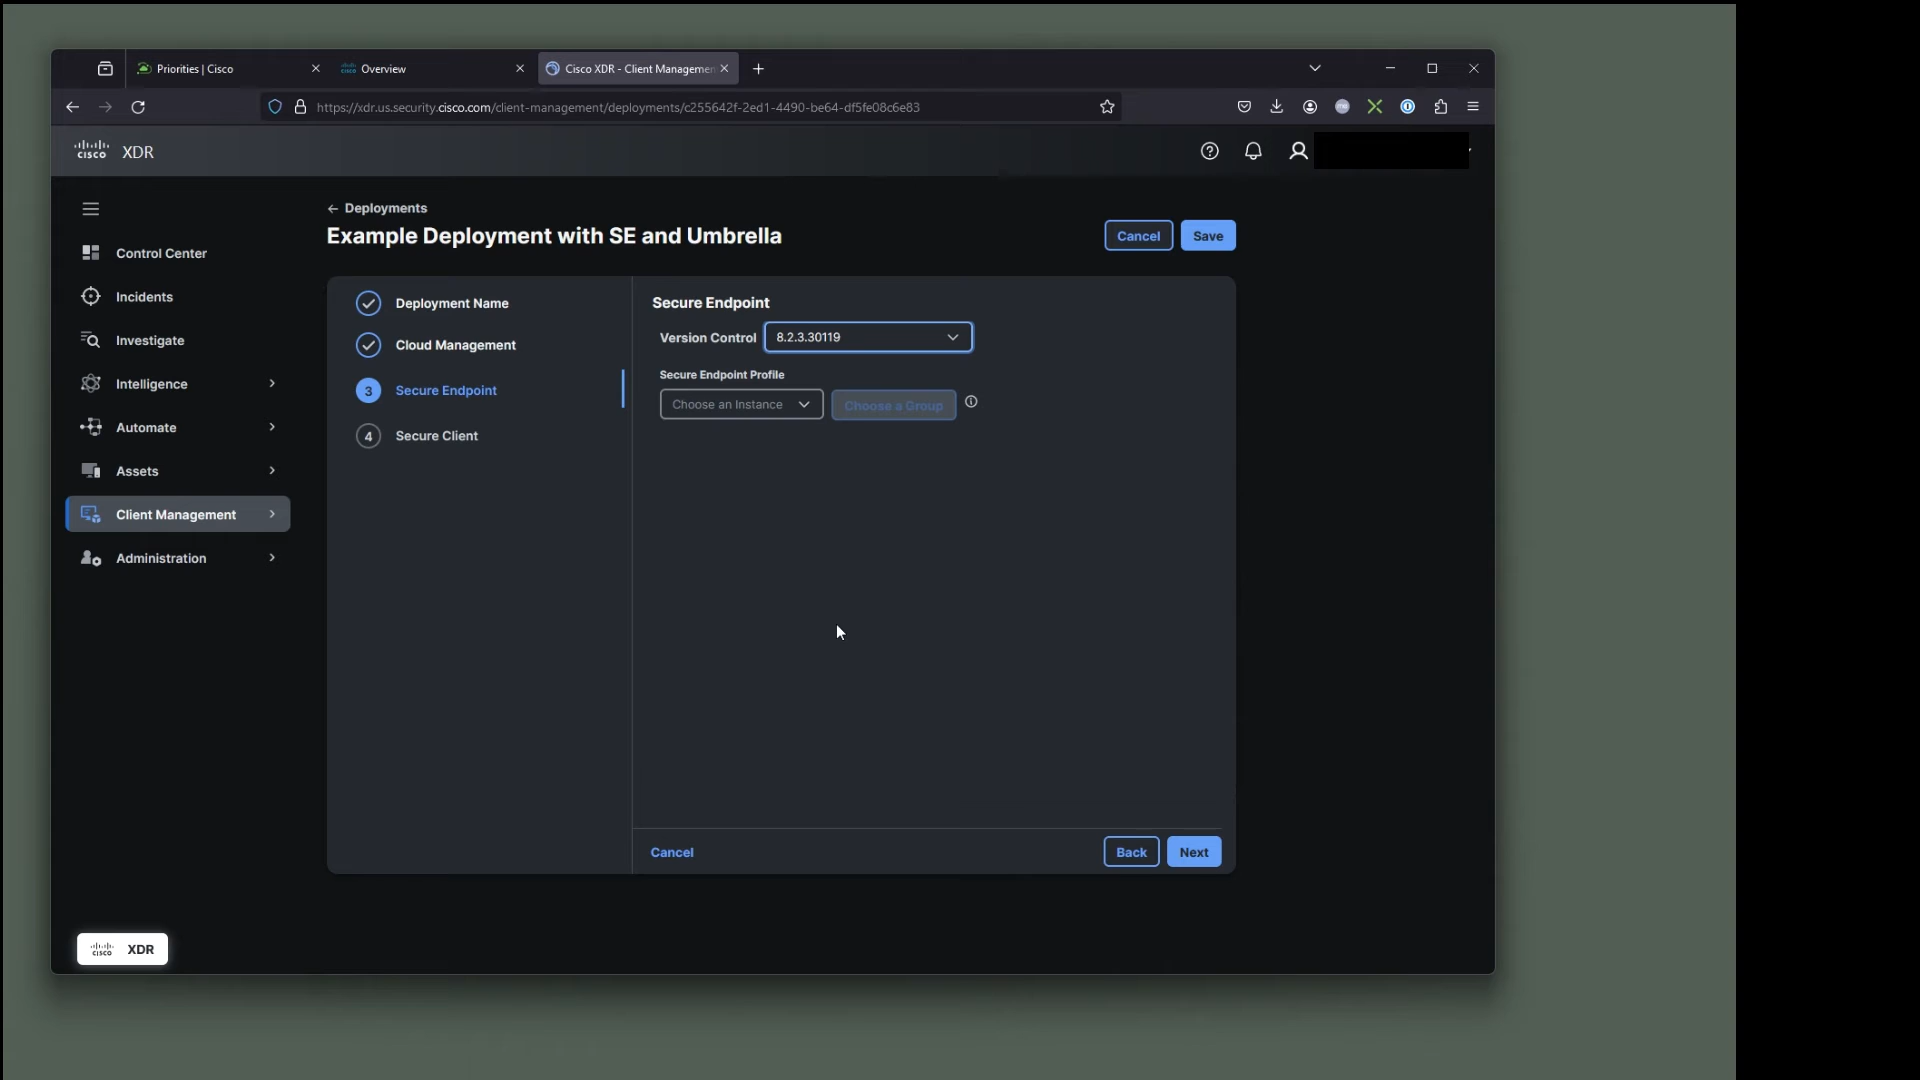 Priorities | Cisco
Overview
Cisco XDR - Client Managemen
https://xdr.us.security.cisco.com/client-management/deployments/c255642f-2ed1-4490-be64-df5fe08c6e83
CISCO XDR
Deployments
Example Deployment with SE and Umbrella
Cancel
Save
Control Center
Incidents
Investigate
Intelligence
Automate
Assets
Client Management
Administration
Deployment Name
Cloud Management
3 Secure Endpoint
4 Secure Client
Secure Endpoint
Version Control 8.2.3.30119
Secure Endpoint Profile
Choose an Instance
Choose a Group
Cancel
Back
Next
CISCO XDR